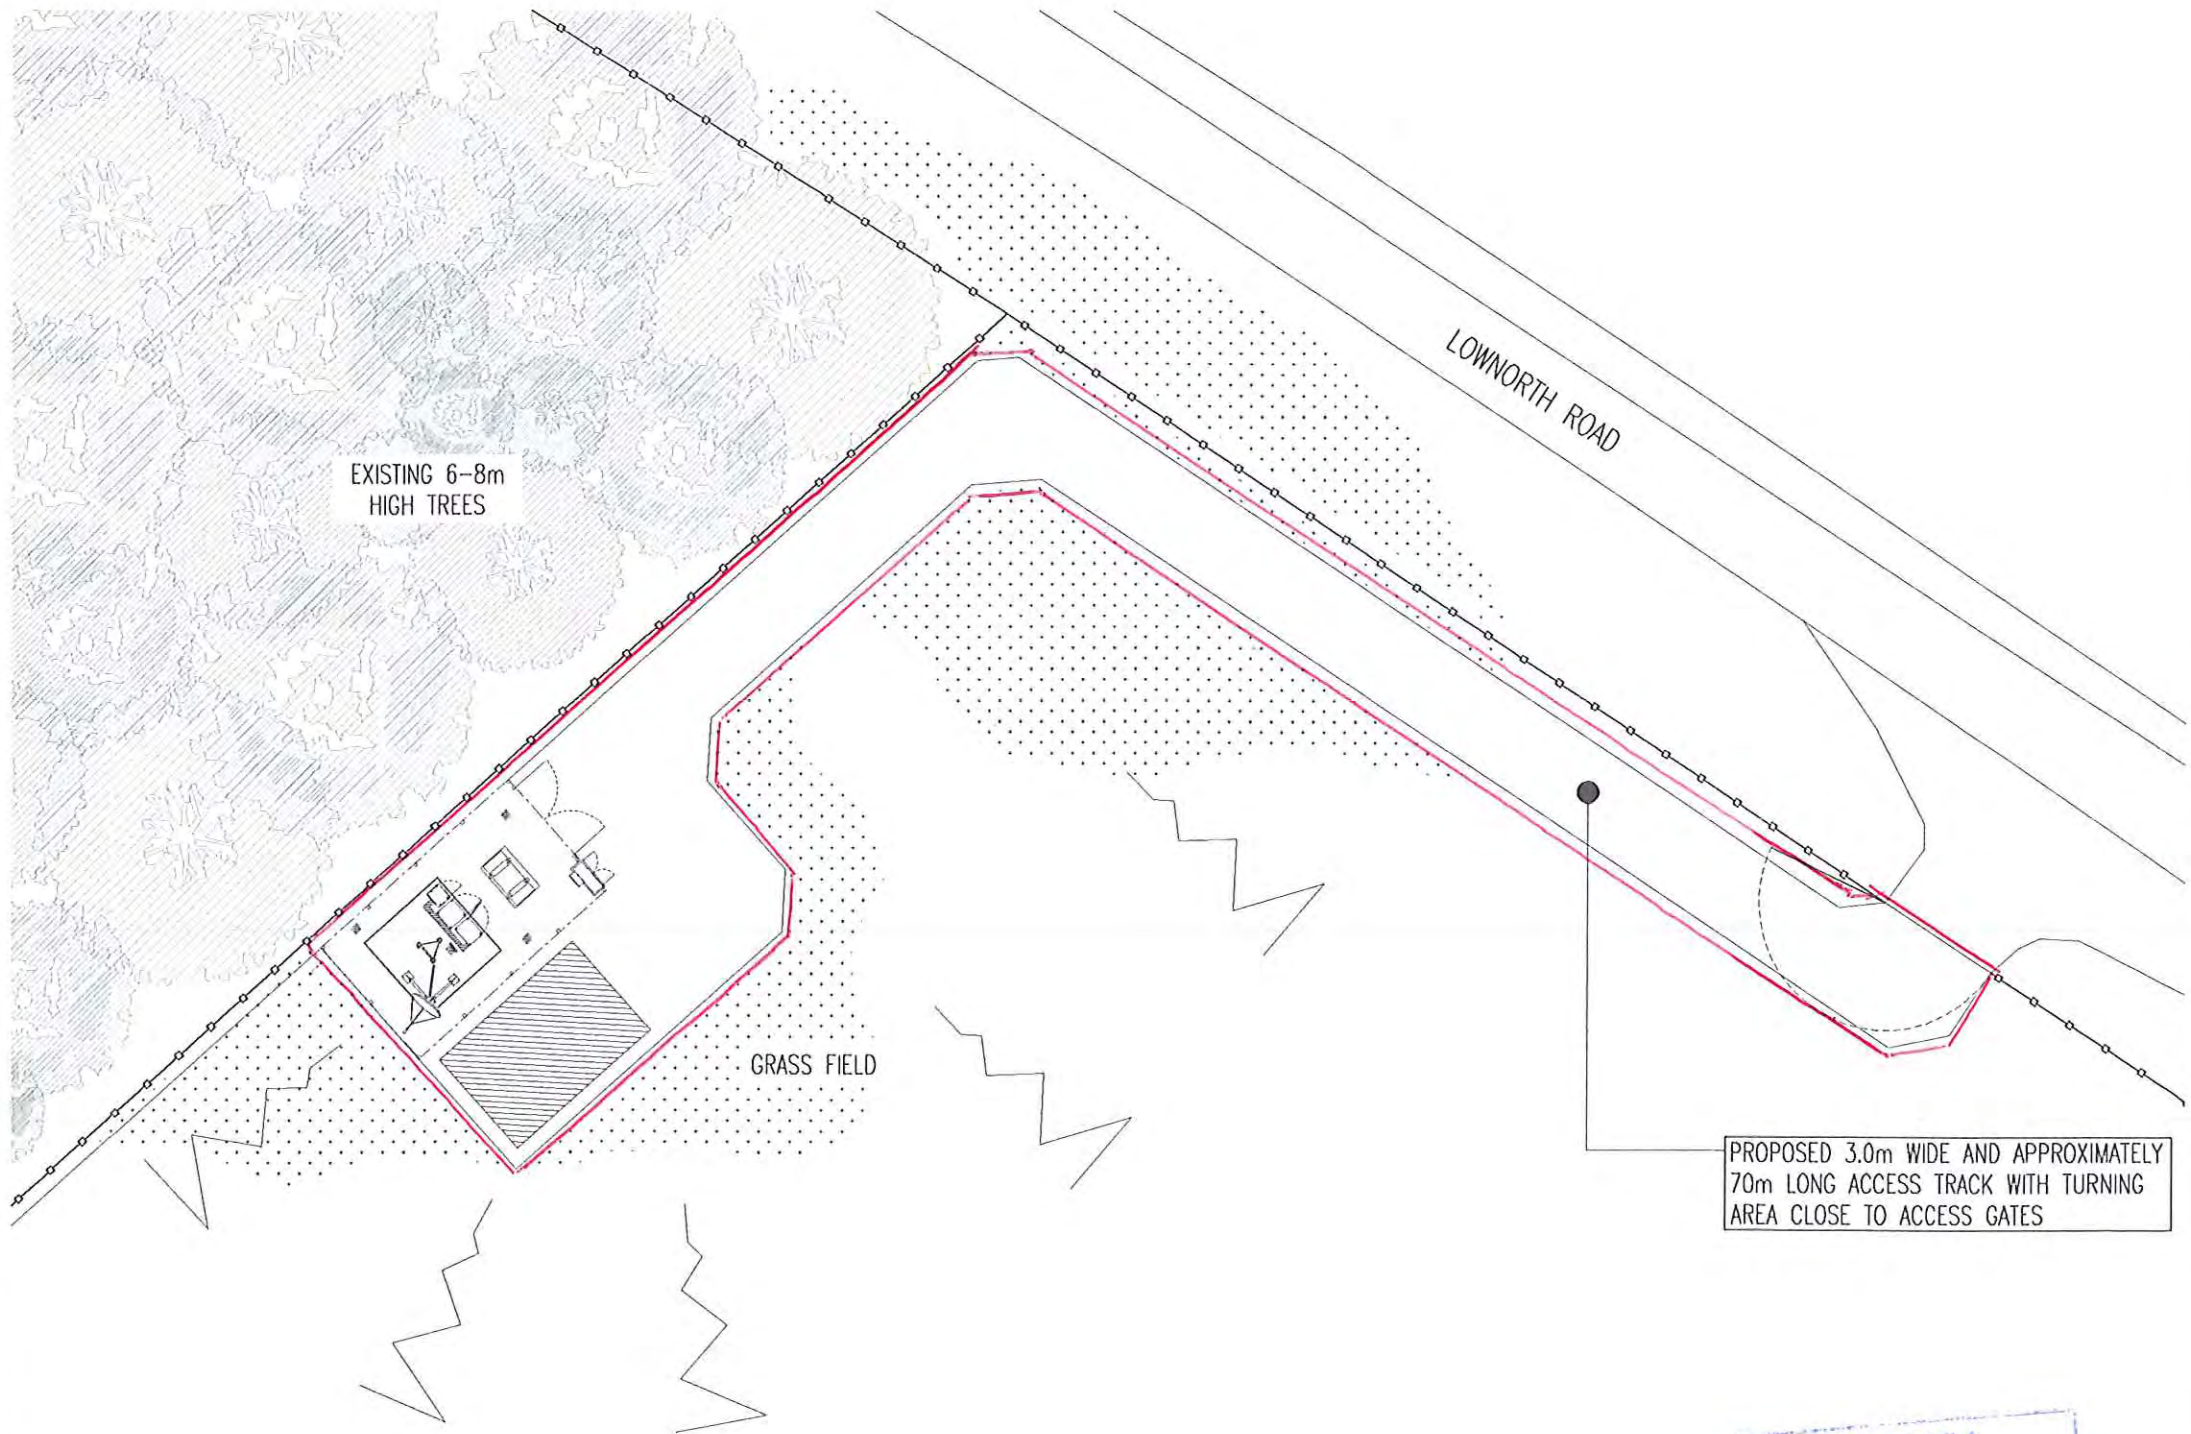 LOWNORTH ROAD
EXISTING 6-8m
HIGH TREES
GRASS FIELD
PROPOSED 3.0m WIDE AND APPROXIMATELY
70m LONG ACCESS TRACK WITH TURNING
AREA CLOSE TO ACCESS GATES